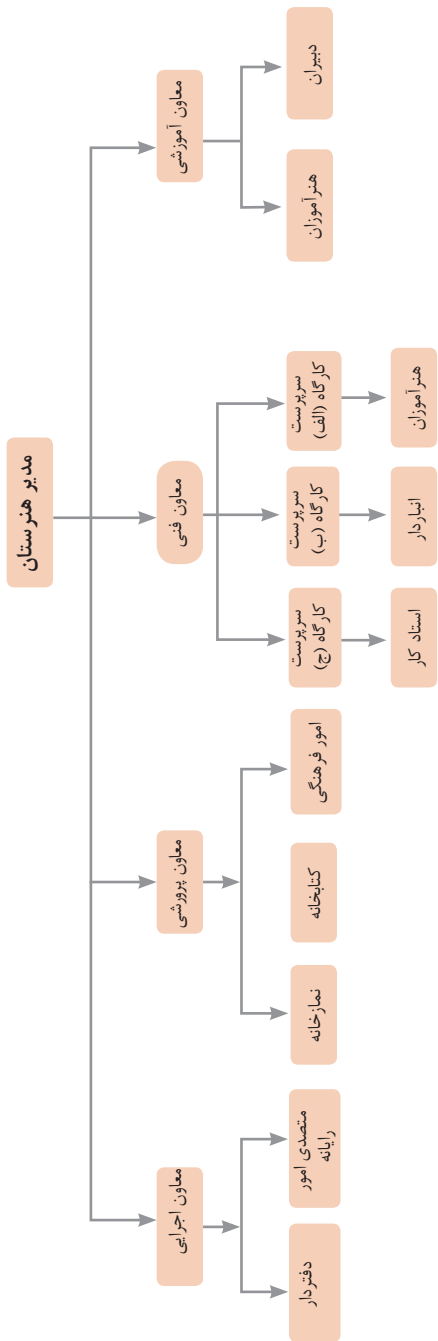 مدیر هنرستان
معاون آموزشی
معاون فنی
معاون پرورشی
معاون اجرایی
دبیران
هنرآموزان
سرپرست
کارگاه (الف)
سرپرست
کارگاه (ب)
سرپرست
کارگاه (ج)
امور فرهنگی
کتابخانه
نمازخانه
متصدی امور
رایانه
دفتردار
هنرآموزان
انباردار
استاد کار